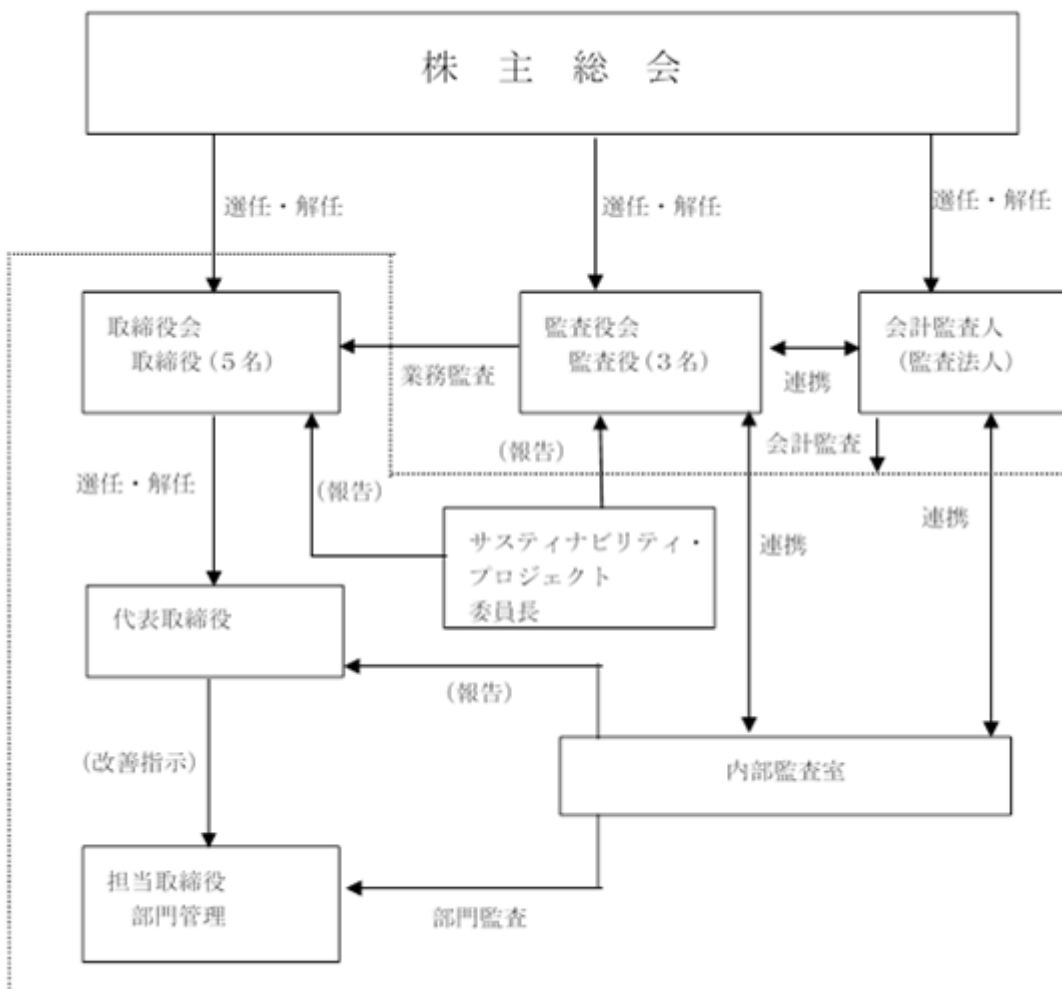 株 主 総 会
選任・解任
選任・解任
選任・解任
取締役会
取締役(5名)
業務監査
監査役会
監査役(3名)
連携
会計監査人
(監査法人)
選任・解任
(報告)
(報告)
会計監査
連携
連携
サスティナビリティ・
プロジェクト
委員長
代表取締役
(報告)
(改善指示)
内部監査室
担当取締役
部門管理
部門監査